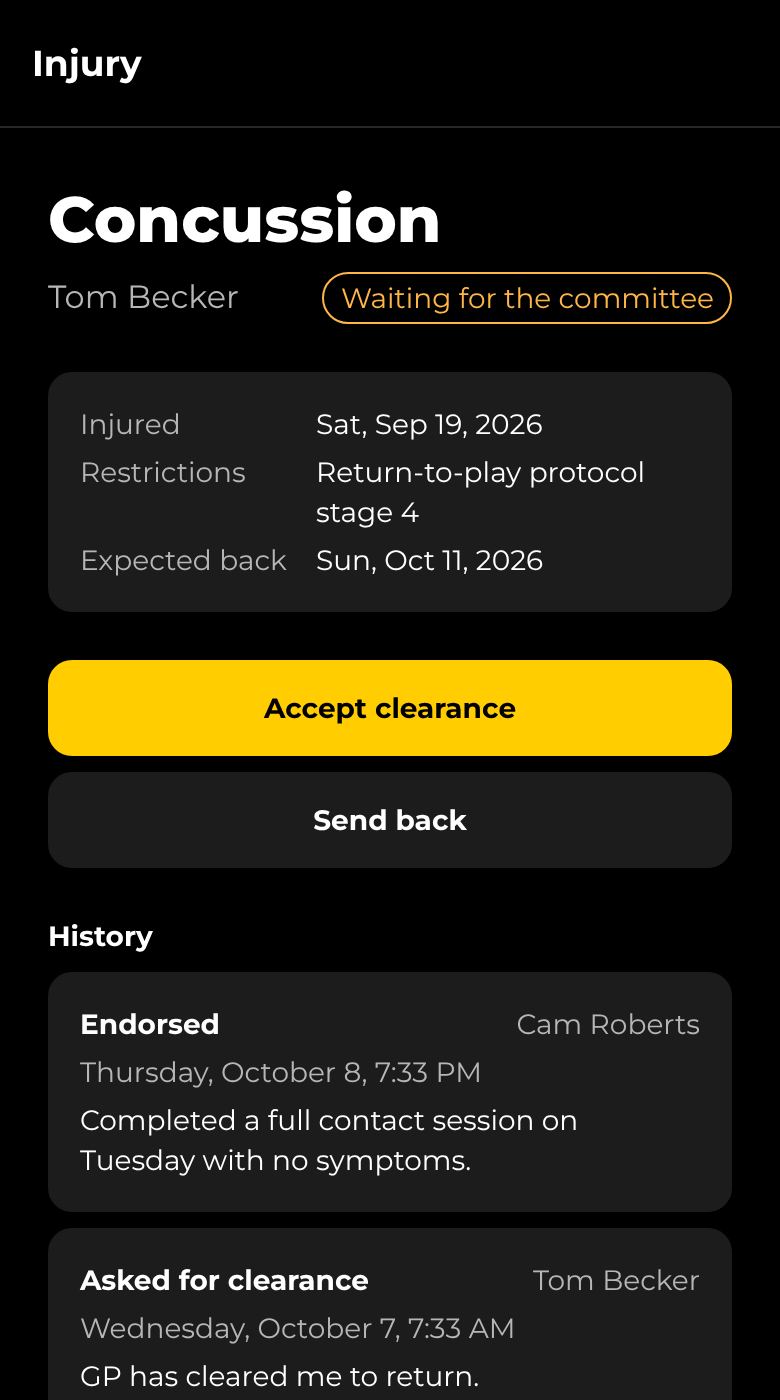 Injury
Concussion
Tom Becker
Waiting for the committee
Injured
Sat, Sep 19, 2026
Restrictions
Return-to-play protocol
stage 4
Expected back
Sun, Oct 11, 2026
Accept clearance
Send back
History
Endorsed
Cam Roberts
Thursday, October 8, 7:33 PM
Completed a full contact session on
Tuesday with no symptoms.
Asked for clearance
Tom Becker
Wednesday, October 7, 7:33 AM
GP has cleared me to return.